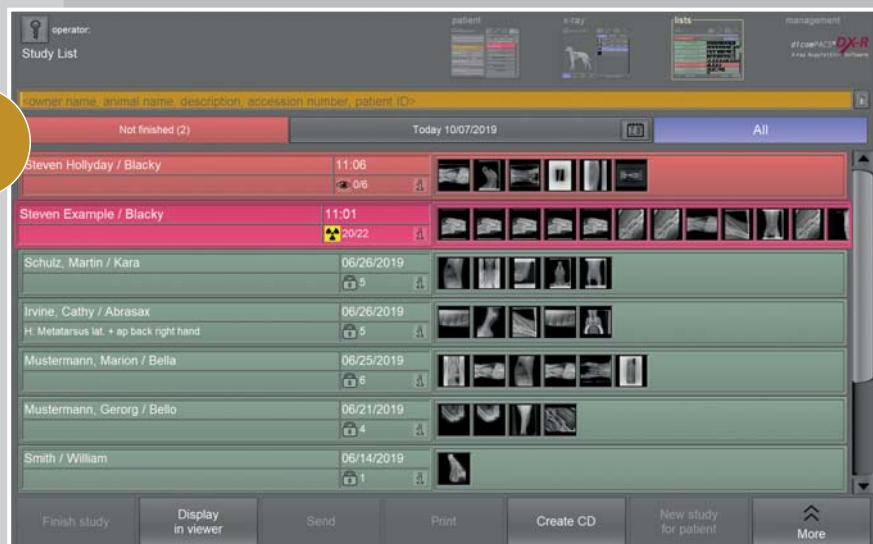 operator:
Study List
patient
x-ray
lists
management
dicomPACS DX-R
X-ray Acquisition Software
<owner name, animal name, description, accession number, patient ID>
Not finished (2)
Today 10/07/2019
All
Steven Hollyday / Blacky
11:06
0/6
Steven Example / Blacky
11:01
20/22
Schulz, Martin / Kara
06/26/2019
5
Irvine, Cathy / Abrasax
06/26/2019
H: Metatarsus lat. + ap back right hand
5
Mustermann, Marion / Bella
06/25/2019
6
Mustermann, Gerorg / Bello
06/21/2019
4
Smith / William
06/14/2019
1
Finish study
Display
in viewer
Send
Print
Create CD
New study
for patient
More